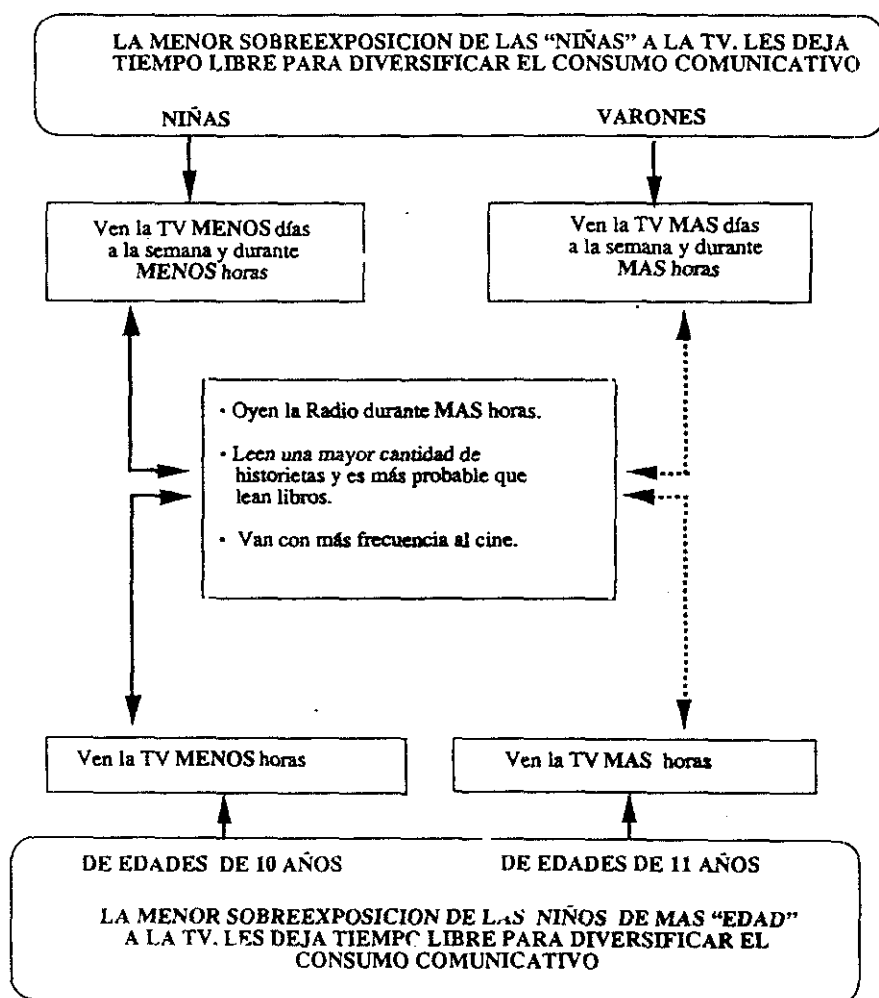 LA MENOR SOBREEXPOSICION DE LAS “NIÑAS” A LA TV. LES DEJA
TIEMPO LIBRE PARA DIVERSIFICAR EL CONSUMO COMUNICATIVO
NIÑAS
VARONES
Ven la TV MENOS días
a la semana y durante
MENOS horas
Ven la TV MAS días
a la semana y durante
MAS horas
• Oyen la Radio durante MAS horas.
• Leen una mayor cantidad de
historietas y es más probable que
lean libros.
• Van con más frecuencia al cine.
Ven la TV MENOS horas
Ven la TV MAS horas
DE EDADES DE 10 AÑOS
DE EDADES DE 11 AÑOS
LA MENOR SOBREEXPOSICION DE LAS NIÑOS DE MAS “EDAD”
A LA TV. LES DEJA TIEMPO LIBRE PARA DIVERSIFICAR EL
CONSUMO COMUNICATIVO